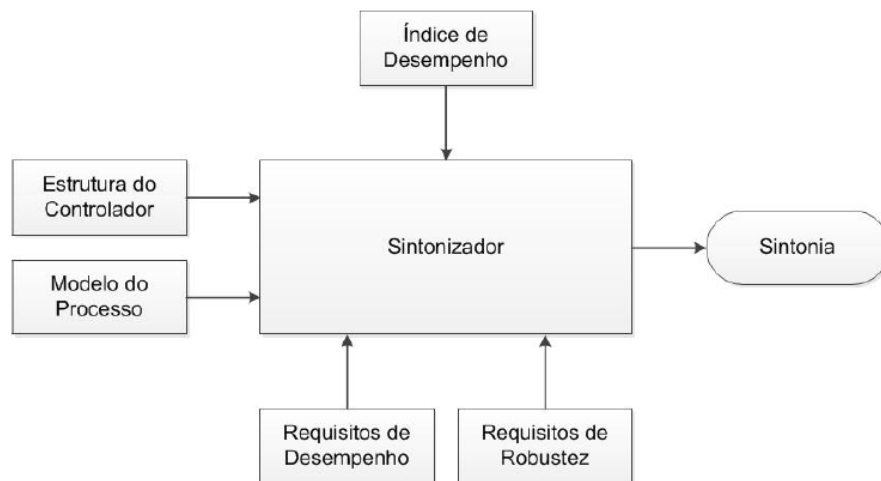 Índice de
Desempenho
Estrutura do
Controlador
Sintonizador
Sintonia
Modelo do
Processo
Requisitos de
Desempenho
Requisitos de
Robustez